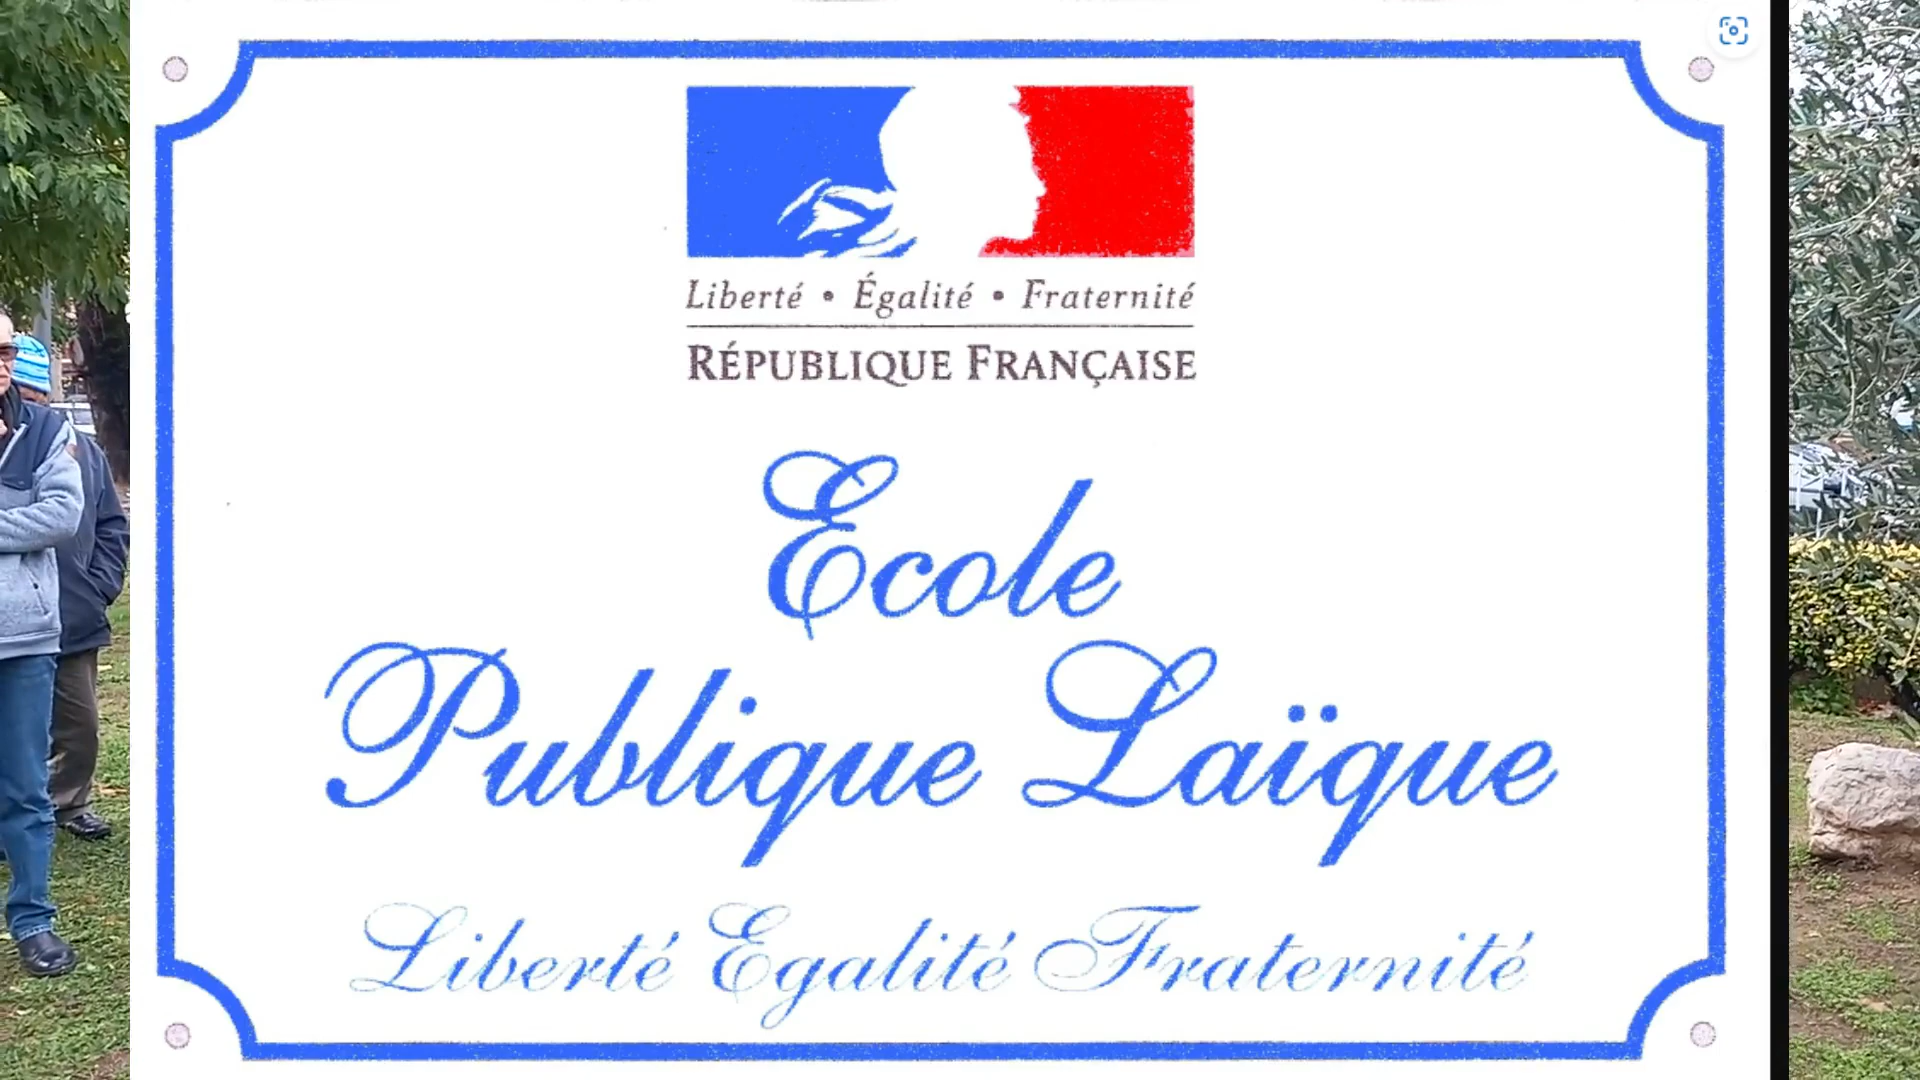 Liberté • Égalité • Fraternité
RÉPUBLIQUE FRANÇAISE
Ecole
Publique Laïque
Liberté Egalité Fraternité